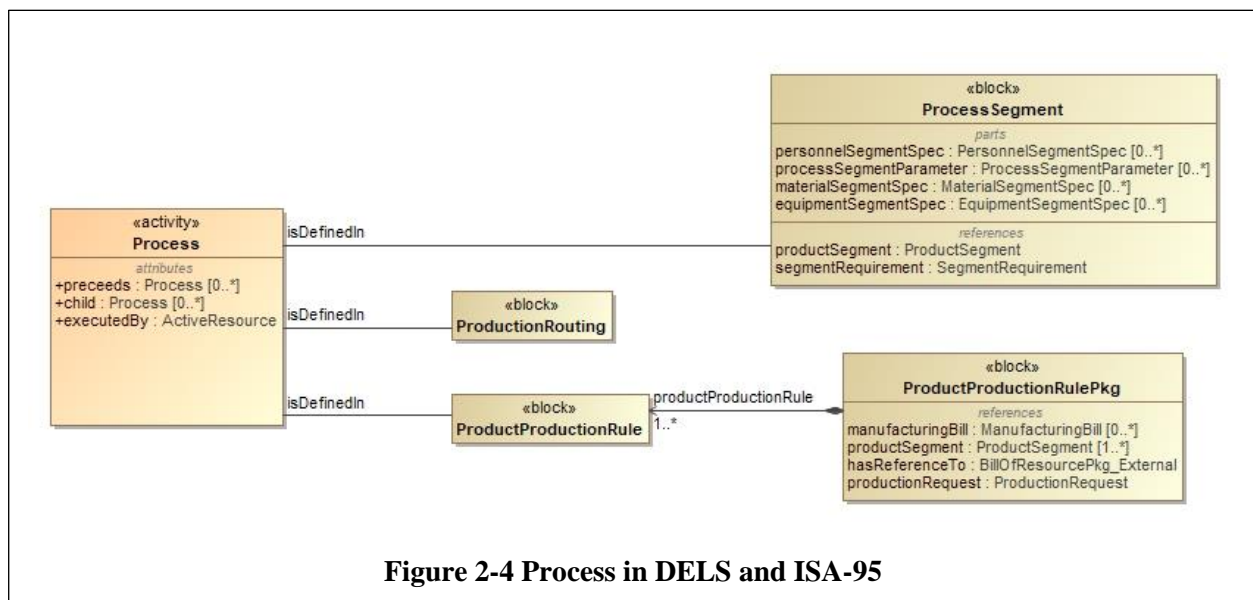 «block»
ProcessSegment
parts
personnelSegmentSpec : PersonnelSegmentSpec [0..*]
processSegmentParameter : ProcessSegmentParameter [0..*]
materialSegmentSpec : MaterialSegmentSpec [0..*]
equipmentSegmentSpec : EquipmentSegmentSpec [0..*]
references
productSegment : ProductSegment
segmentRequirement : SegmentRequirement
«activity»
Process
attributes
+preceeds : Process [0..*]
+child : Process [0..*]
+executedBy : ActiveResource
isDefinedIn
isDefinedIn
«block»
ProductionRouting
isDefinedIn
«block»
ProductProductionRule
productProductionRule
1..*
«block»
ProductProductionRulePkg
references
manufacturingBill : ManufacturingBill [0..*]
productSegment : ProductSegment [1..*]
hasReferenceTo : BillOfResourcePkg_External
productionRequest : ProductionRequest
Figure 2-4 Process in DELS and ISA-95